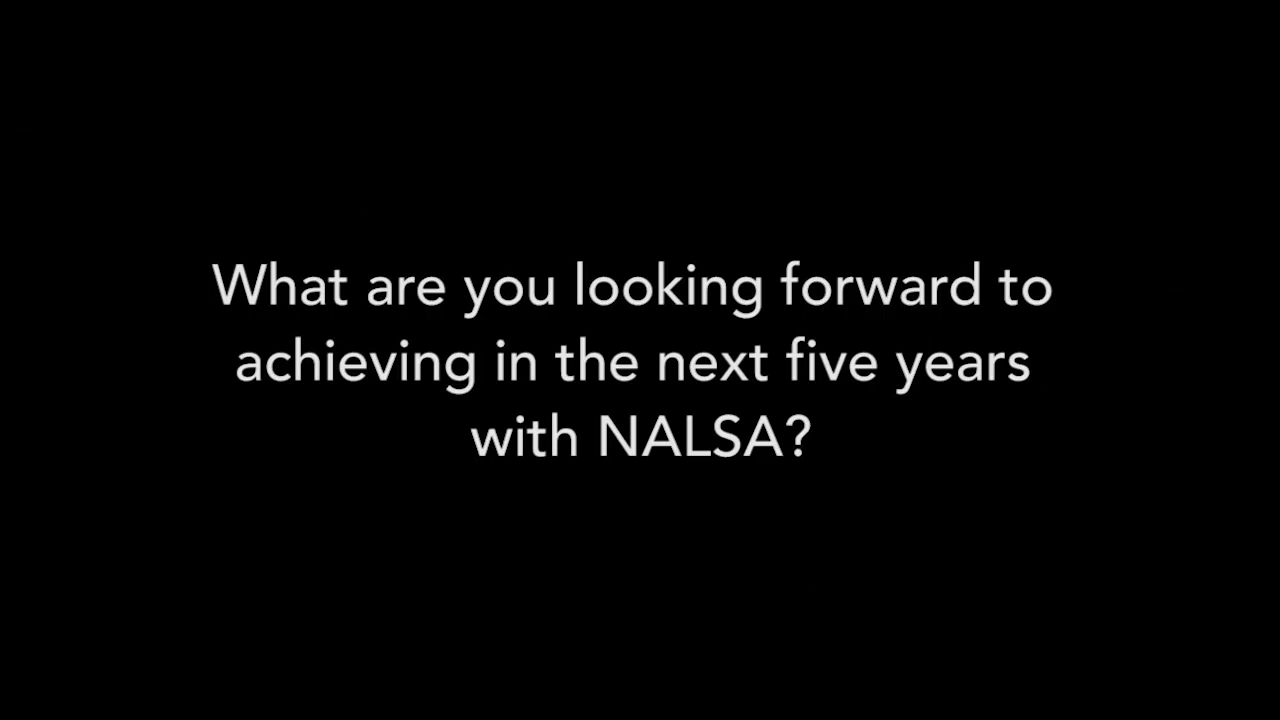 What are you looking forward to
achieving in the next five years
with NALSA?